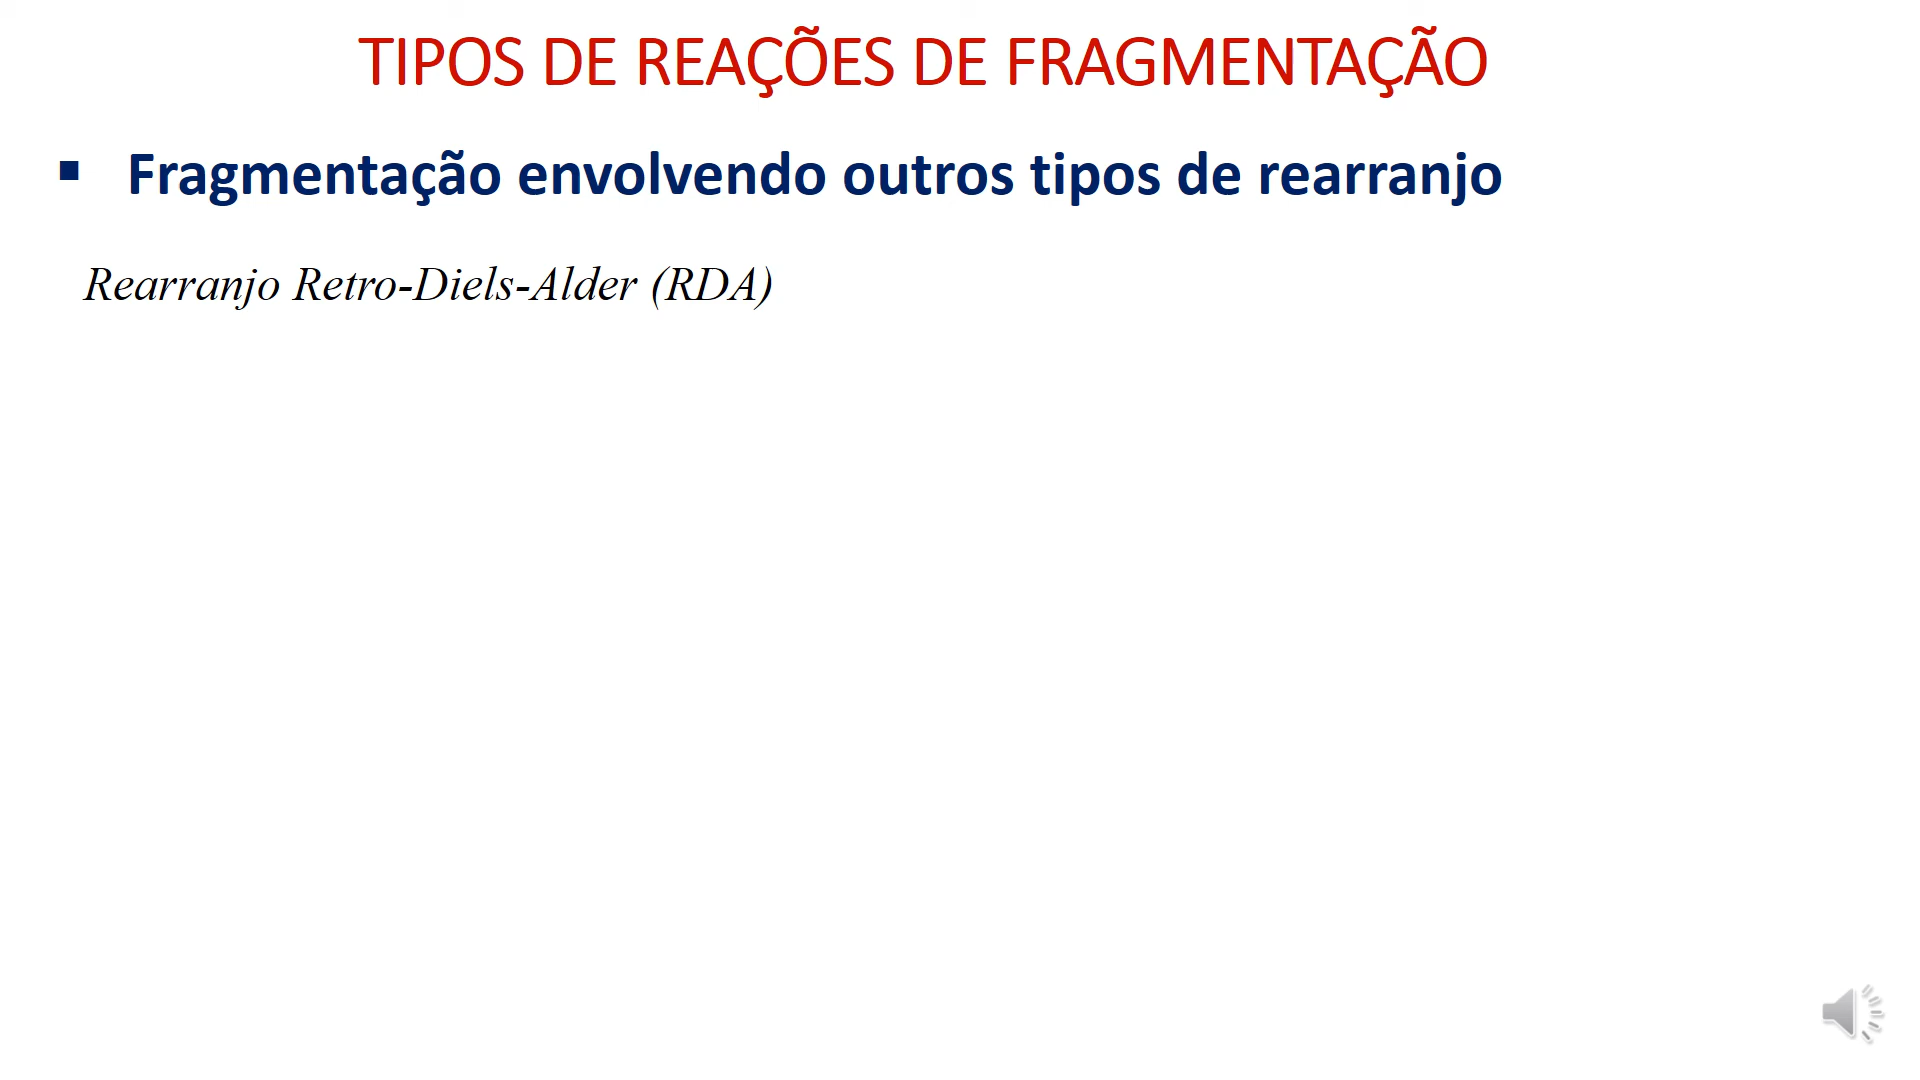 TIPOS DE REAÇÕES DE FRAGMENTAÇÃO
▪ Fragmentação envolvendo outros tipos de rearranjo
Rearranjo Retro-Diels-Alder (RDA)